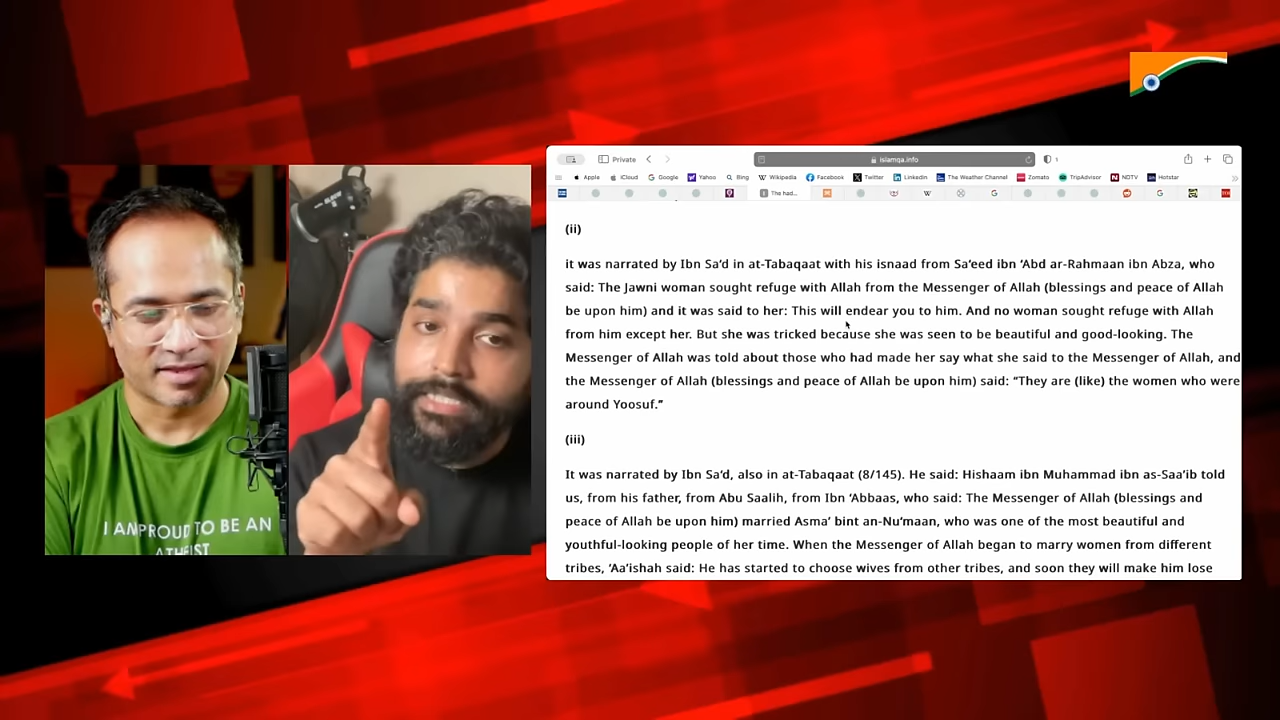 I AM PROUD TO BE AN
ATHEIST
Private
islamqa.info
1
Apple iCloud Google Yahoo Bing Wikipedia Facebook Twitter LinkedIn The Weather Channel Zomato TripAdvisor NDTV Hotstar
The had...
(ii)
it was narrated by Ibn Sa‘d in at-Tabaqaat with his isnaad from Sa‘eed ibn ‘Abd ar-Rahmaan ibn Abza, who
said: The Jawni woman sought refuge with Allah from the Messenger of Allah (blessings and peace of Allah
be upon him) and it was said to her: This will endear you to him. And no woman sought refuge with Allah
from him except her. But she was tricked because she was seen to be beautiful and good-looking. The
Messenger of Allah was told about those who had made her say what she said to the Messenger of Allah, and
the Messenger of Allah (blessings and peace of Allah be upon him) said: “They are (like) the women who were
around Yoosuf.”
(iii)
It was narrated by Ibn Sa‘d, also in at-Tabaqaat (8/145). He said: Hishaam ibn Muhammad ibn as-Saa’ib told
us, from his father, from Abu Saalih, from Ibn ‘Abbaas, who said: The Messenger of Allah (blessings and
peace of Allah be upon him) married Asma’ bint an-Nu‘maan, who was one of the most beautiful and
youthful-looking people of her time. When the Messenger of Allah began to marry women from different
tribes, ‘Aa’ishah said: He has started to choose wives from other tribes, and soon they will make him lose